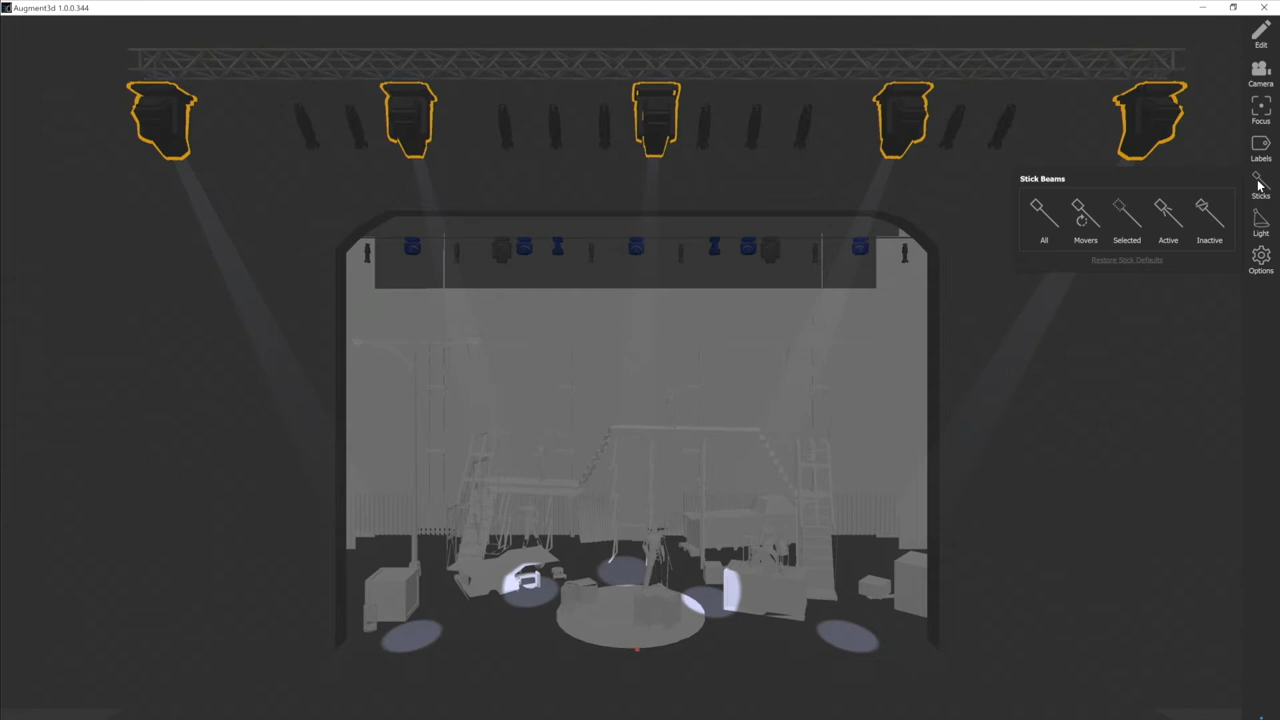 Augment3d 1.0.0.344
Edit
Camera
Focus
Labels
Sticks
Light
Options
Stick Beams
All Movers Selected Active Inactive
Restore Stick Defaults